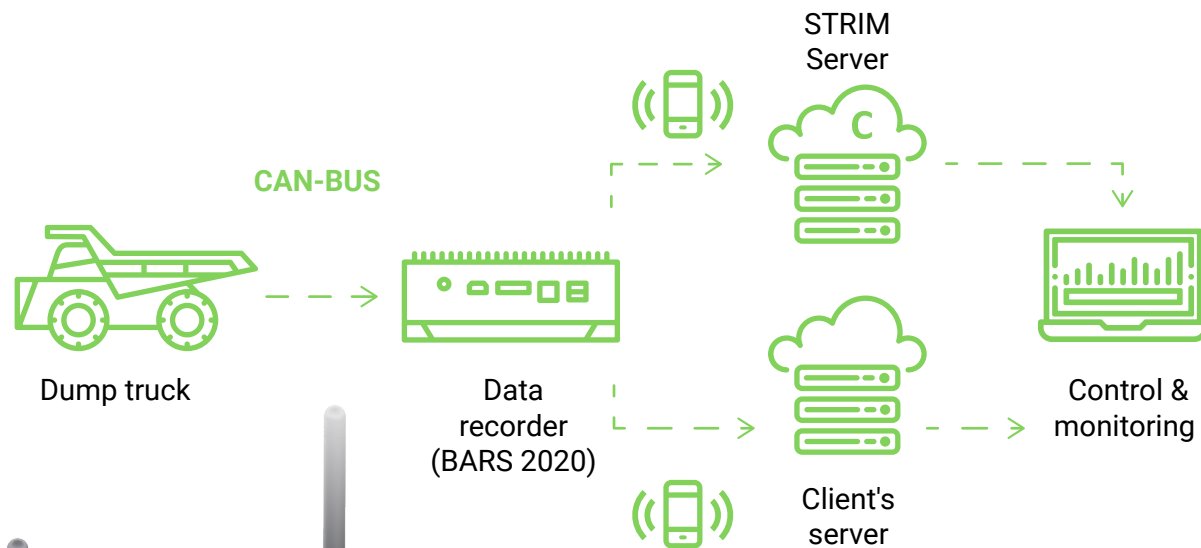 STRIM
Server
C
CAN-BUS
Dump truck
Data
recorder
(BARS 2020)
Control &
monitoring
Client's
server